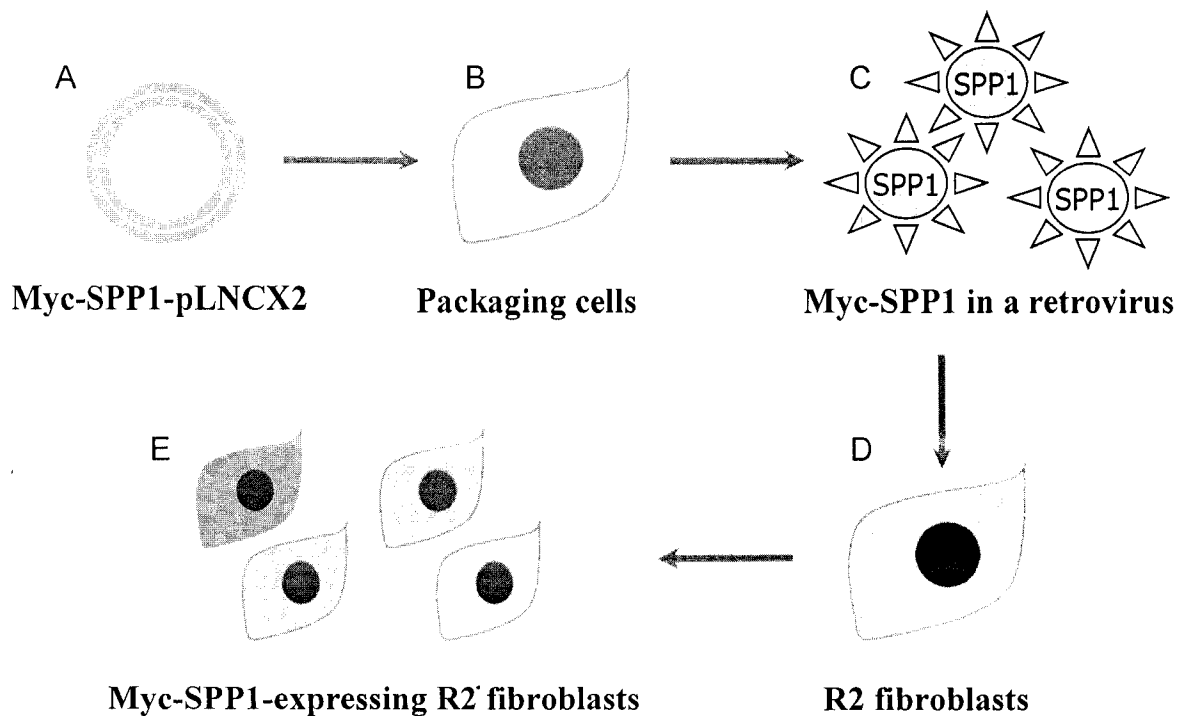 A
B
C
SPP1
SPP1
SPP1
Myc-SPP1-pLNCX2
Packaging cells
Myc-SPP1 in a retrovirus
E
D
Myc-SPP1-expressing R2 fibroblasts
R2 fibroblasts